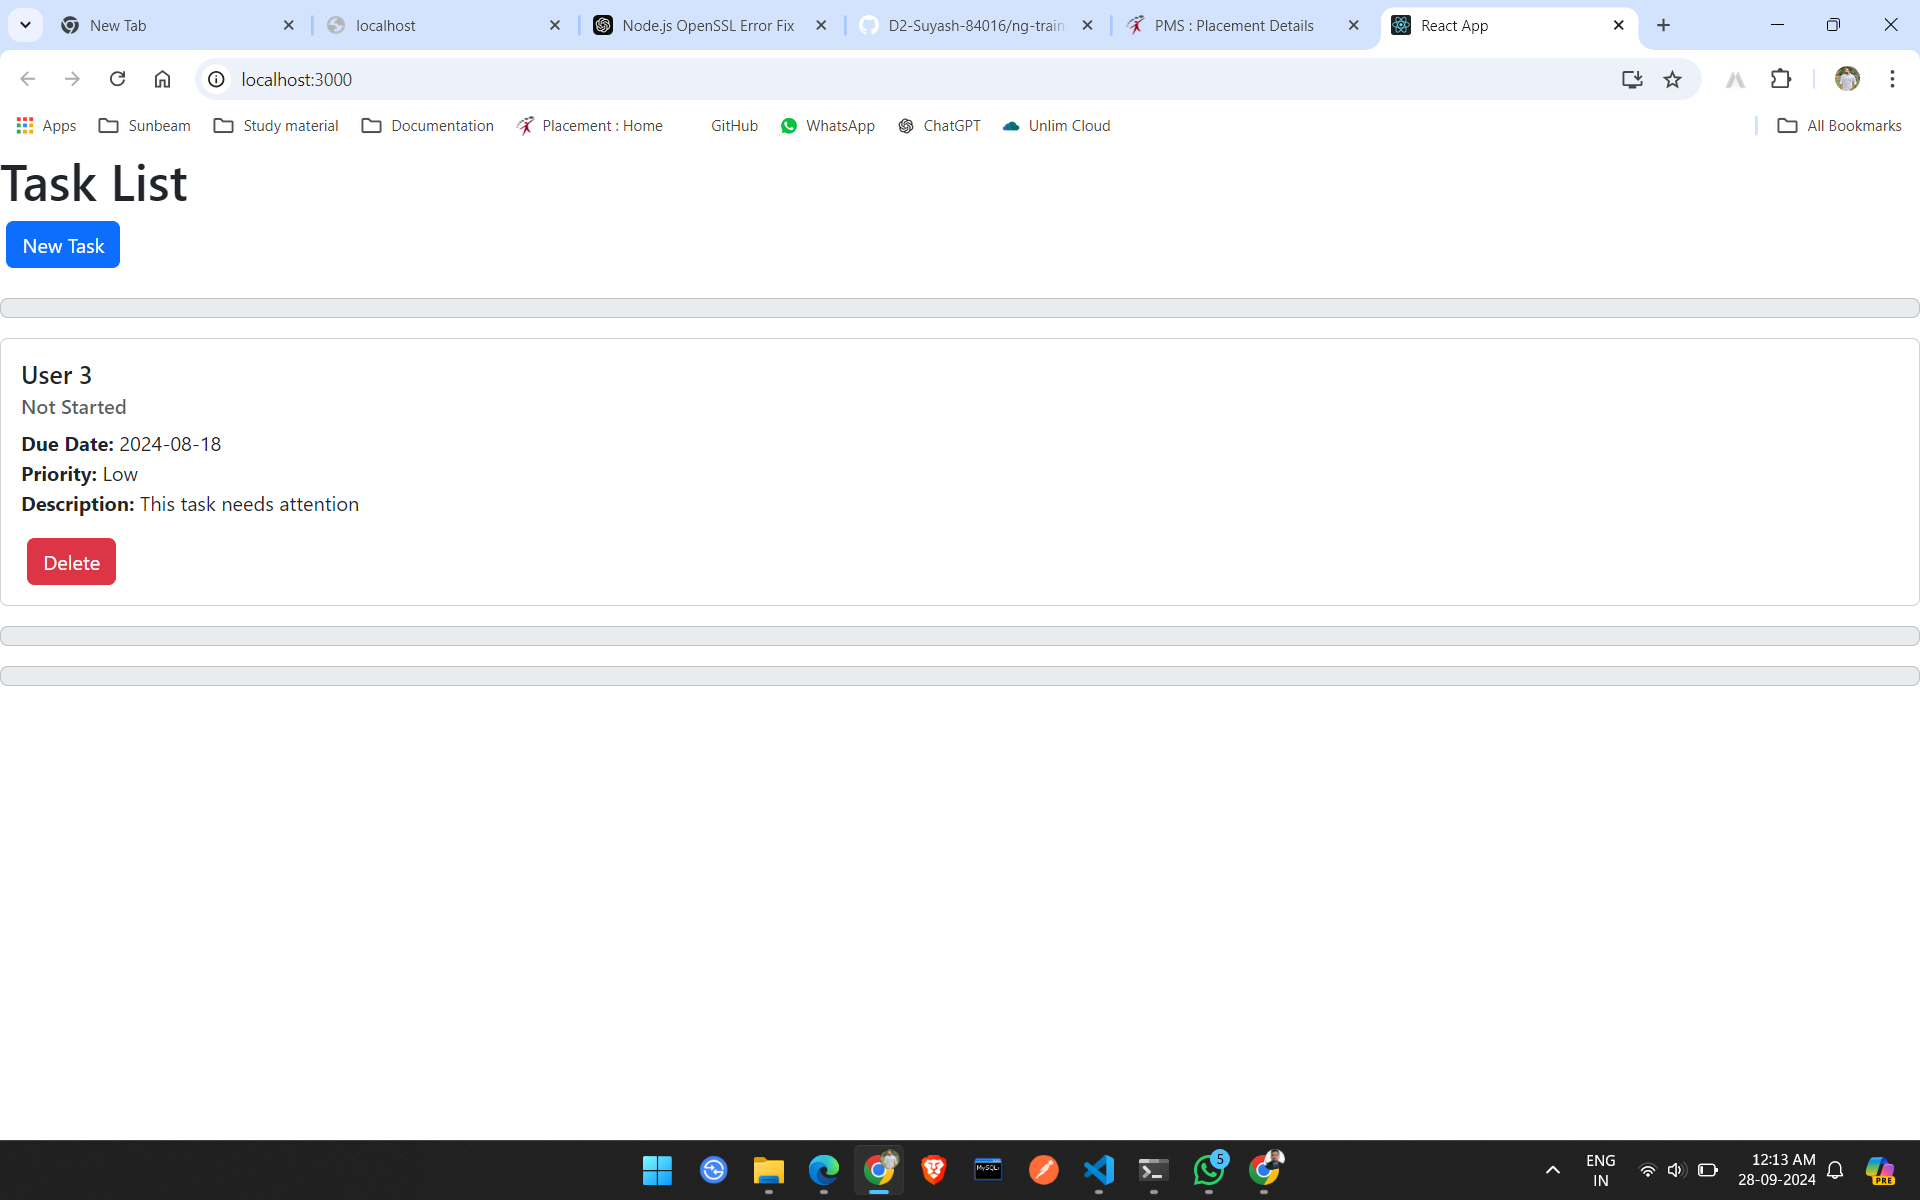 New Tab
localhost
Node.js OpenSSL Error Fix
D2-Suyash-84016/ng-train
PMS : Placement Details
React App
localhost:3000
Apps
Sunbeam
Study material
Documentation
Placement : Home
GitHub
WhatsApp
ChatGPT
Unlim Cloud
All Bookmarks
Task List
New Task
User 3
Not Started
Due Date: 2024-08-18
Priority: Low
Description: This task needs attention
Delete
MySQL
5
ENG
IN
12:13 AM
28-09-2024
PRE